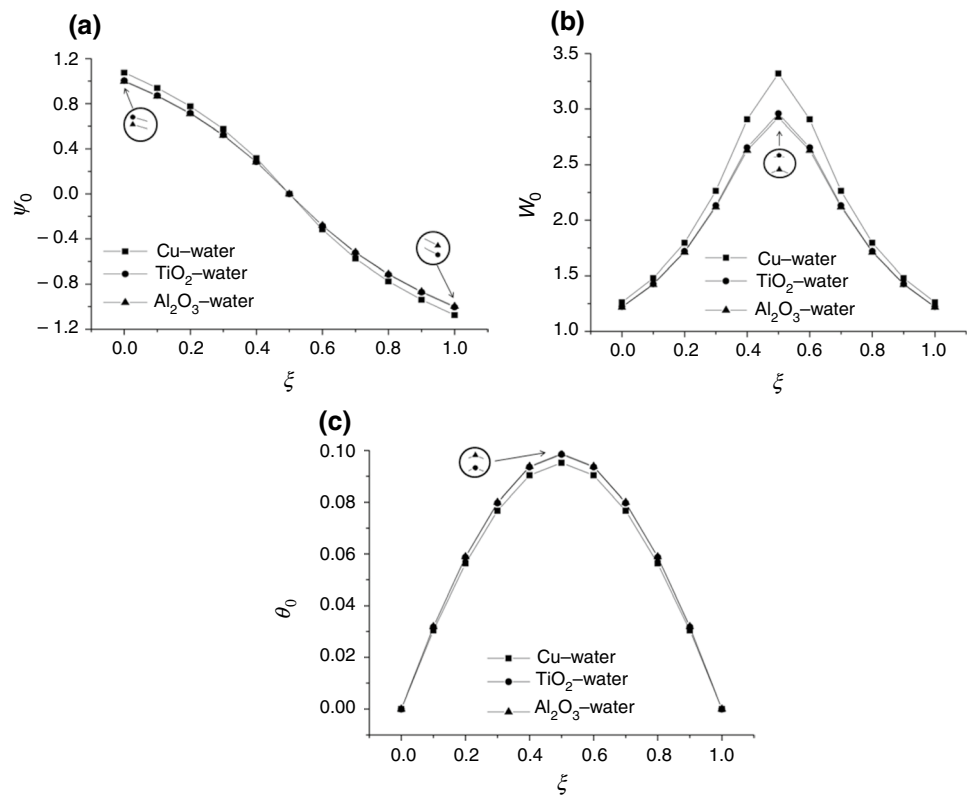 (a)
1.2
0.8
0.4
0.0
− 0.4
− 0.8
− 1.2
ψ0
Cu–water
TiO2–water
Al2O3–water
0.0 0.2 0.4 0.6 0.8 1.0
ξ
(b)
3.5
3.0
2.5
2.0
1.5
1.0
W0
Cu–water
TiO2–water
Al2O3–water
0.0 0.2 0.4 0.6 0.8 1.0
ξ
(c)
0.10
0.08
0.06
0.04
0.02
0.00
θ0
Cu–water
TiO2–water
Al2O3–water
0.0 0.2 0.4 0.6 0.8 1.0
ξ